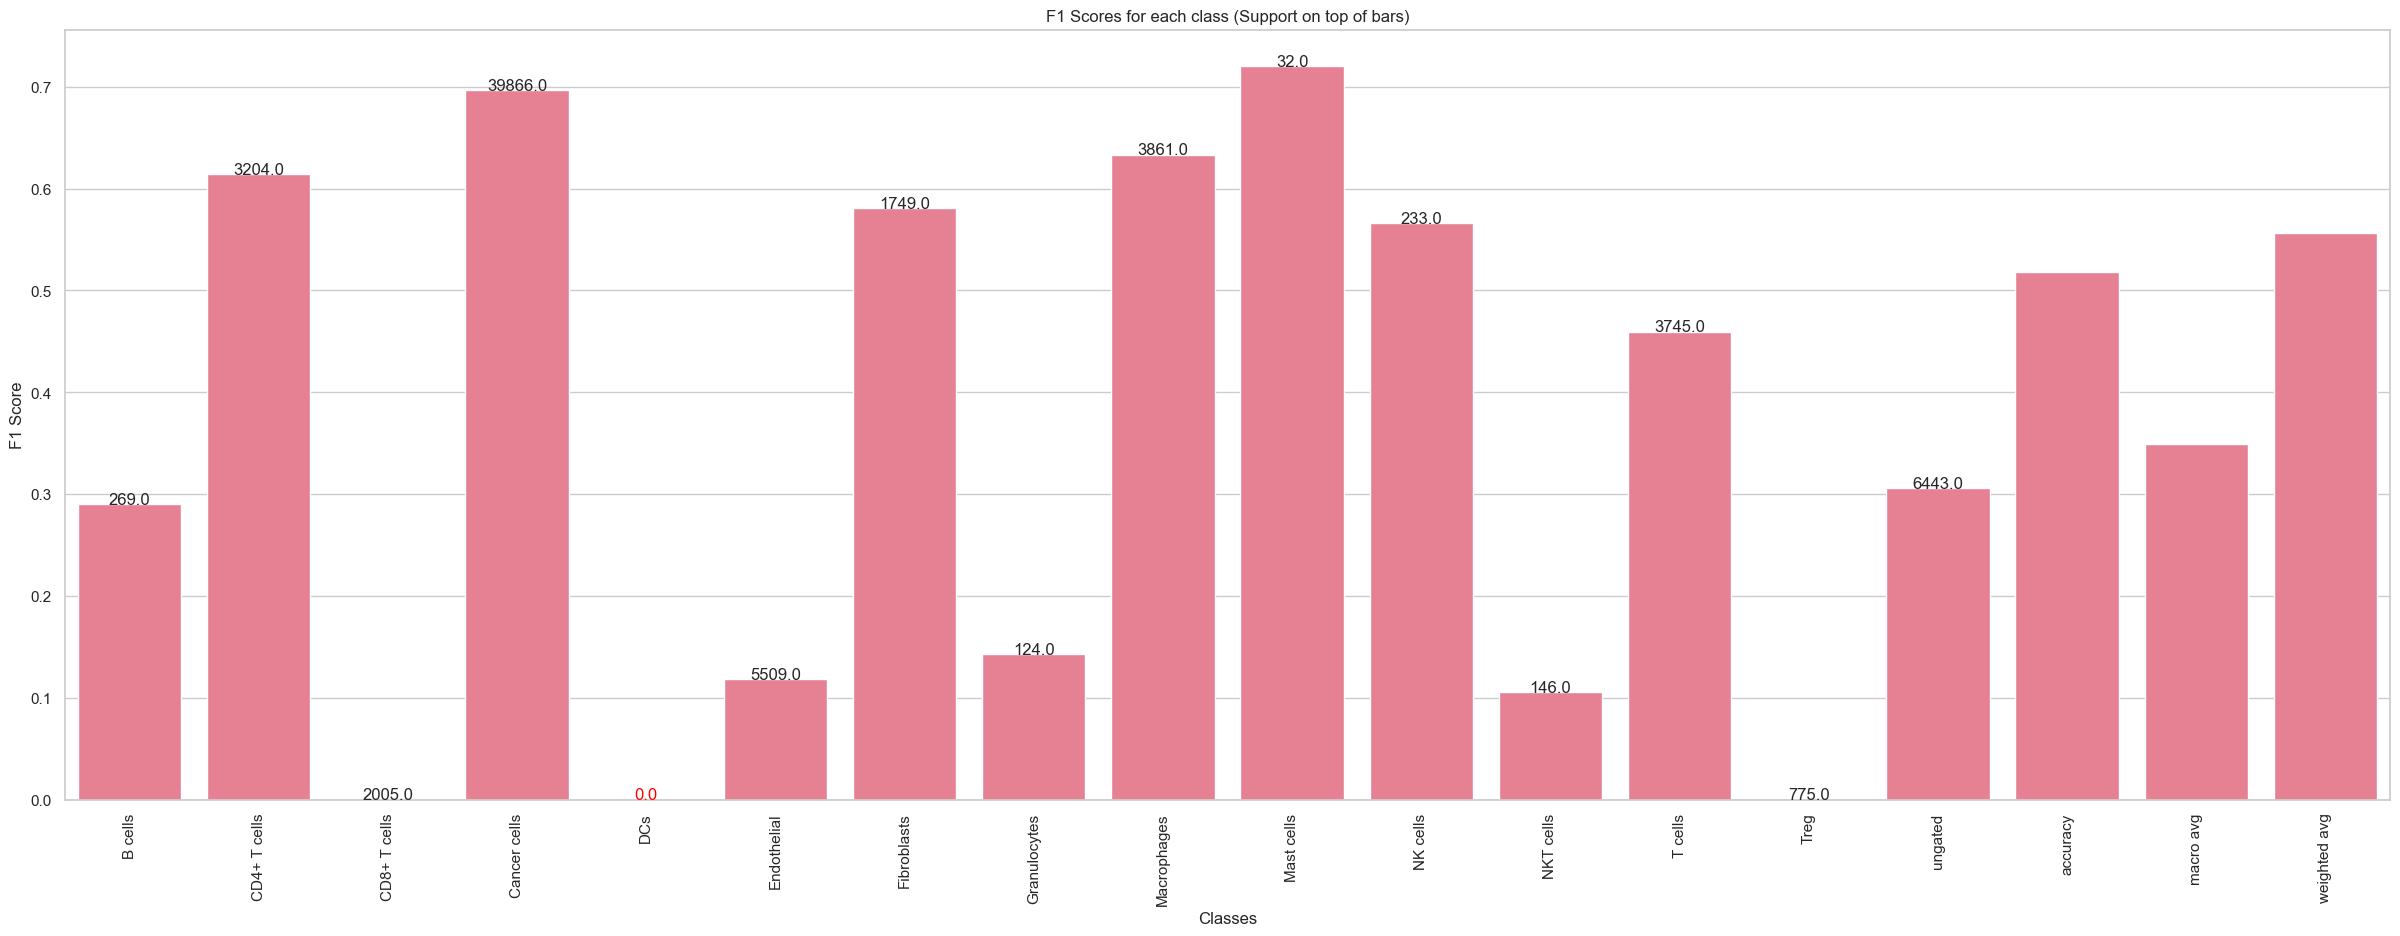 F1 Scores for each class (Support on top of bars)
F1 Score
0.7
0.6
0.5
0.4
0.3
0.2
0.1
0.0
269.0
3204.0
2005.0
39866.0
0.0
5509.0
1749.0
124.0
3861.0
32.0
233.0
146.0
3745.0
775.0
6443.0
B cells
CD4+ T cells
CD8+ T cells
Cancer cells
DCs
Endothelial
Fibroblasts
Granulocytes
Macrophages
Mast cells
NK cells
NKT cells
T cells
Treg
ungated
accuracy
macro avg
weighted avg
Classes